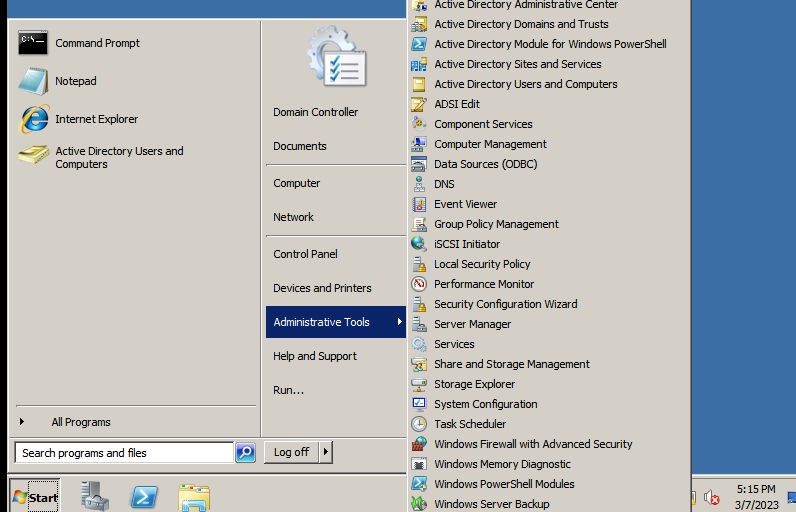 Command Prompt
Notepad
Internet Explorer
Active Directory Users and
Computers
All Programs
Search programs and files
Domain Controller
Documents
Computer
Network
Control Panel
Devices and Printers
Administrative Tools
Help and Support
Run...
Log off
Active Directory Administrative Center
Active Directory Domains and Trusts
Active Directory Module for Windows PowerShell
Active Directory Sites and Services
Active Directory Users and Computers
ADSI Edit
Component Services
Computer Management
Data Sources (ODBC)
DNS
Event Viewer
Group Policy Management
iSCSI Initiator
Local Security Policy
Performance Monitor
Security Configuration Wizard
Server Manager
Services
Share and Storage Management
Storage Explorer
System Configuration
Task Scheduler
Windows Firewall with Advanced Security
Windows Memory Diagnostic
Windows PowerShell Modules
Windows Server Backup
Start
5:15 PM
3/7/2023